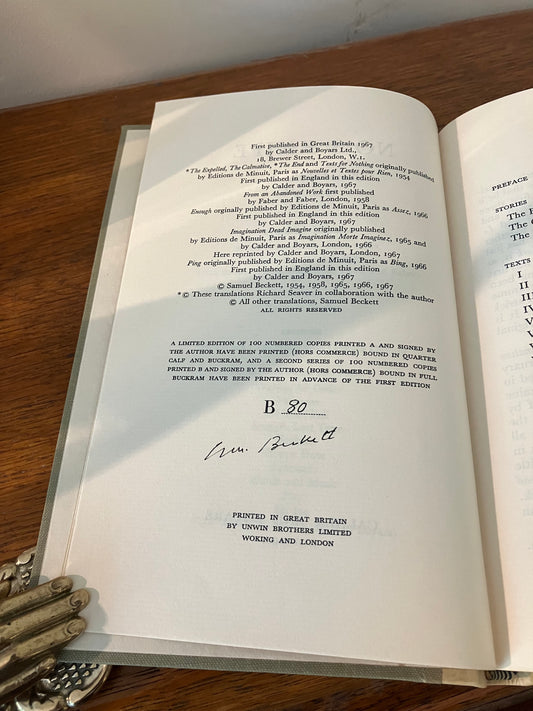 First published in Great Britain 1967
by Calder and Boyars Ltd.,
18, Brewer Street, London, W.1.
*The Expelled, The Calmative, *The End and Texts for Nothing originally published
by Editions de Minuit, Paris as Nouvelles et Textes pour Rien, 1954
First published in England in this edition
by Calder and Boyars, 1967
From an Abandoned Work first published
by Faber and Faber, London, 1958
Enough orginally published by Editions de Minuit, Paris as Assez, 1966
First published in England in this edition
by Calder and Boyars, 1967
Imagination Dead Imagine originally published
by Editions de Minuit, Paris as Imagination Morte Imaginez, 1965 and
by Calder and Boyars, London, 1966
Here reprinted by Calder and Boyars, 1967
Ping originally published by Editions de Minuit, Paris as Bing, 1966
First published in England in this edition
by Calder and Boyars, 1967
© Samuel Beckett, 1954, 1958, 1965, 1966, 1967
*© These translations Richard Seaver in collaboration with the author
© All other translations, Samuel Beckett
ALL RIGHTS RESERVED
A LIMITED EDITION OF 100 NUMBERED COPIES PRINTED A AND SIGNED BY
THE AUTHOR HAVE BEEN PRINTED (HORS COMMERCE) BOUND IN QUARTER
CALF AND BUCKRAM, AND A SECOND SERIES OF 100 NUMBERED COPIES
PRINTED B AND SIGNED BY THE AUTHOR (HORS COMMERCE) BOUND IN FULL
BUCKRAM HAVE BEEN PRINTED IN ADVANCE OF THE FIRST EDITION
B 80
Beckett
PRINTED IN GREAT BRITAIN
BY UNWIN BROTHERS LIMITED
WOKING AND LONDON
PREFACE
STORIES
The
The
The
TEXTS
I
II
III
IV